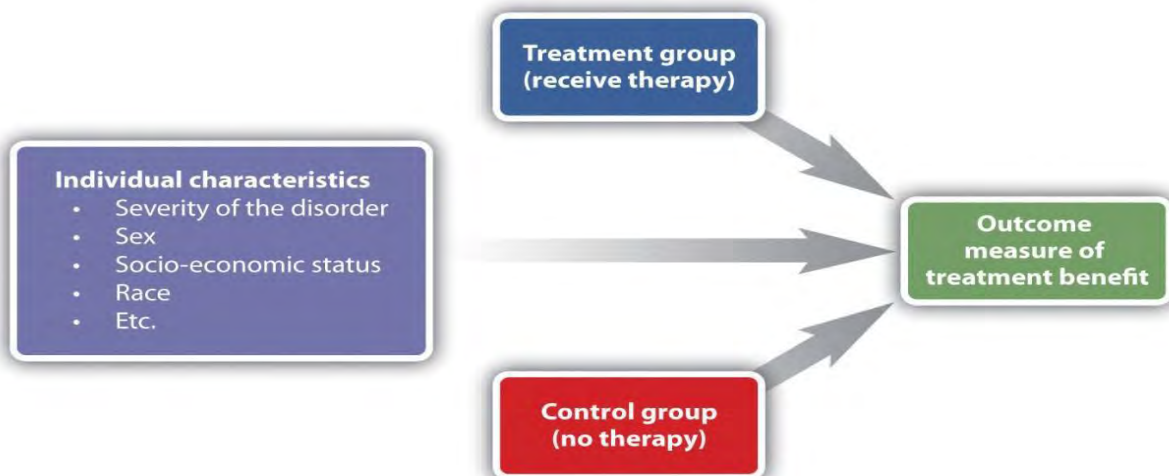 Treatment group
(receive therapy)
Individual characteristics
• Severity of the disorder
• Sex
• Socio-economic status
• Race
• Etc.
Outcome
measure of
treatment benefit
Control group
(no therapy)